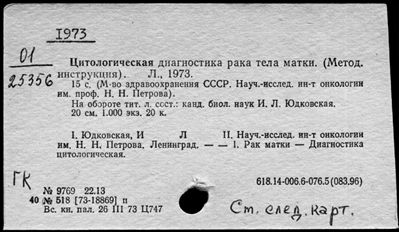 1973
01
25356
Цитологическая диагностика рака тела матки. (Метод.
инструкция). Л., 1973.
15 с. (М-во здравоохранения СССР. Науч.-исслед. ин-т онкологии
им. проф. Н. Н. Петрова).
На обороте тит. л. сост.: канд. биол. наук И. Л. Юдковская.
20 см. 1.000 экз. 20 к.
I. Юдковская, И Л II. Науч.-исслед. ин-т онкологии
им. Н. Н. Петрова, Ленинград. — — 1. Рак матки — Диагностика
цитологическая.
ГК
618.14-006.6-076.5 (083.96)
№ 9769 22.13
40 № 518 [73-18869] п
Вс. кн. пал. 26 III 73 Ц747
См. след. карт.